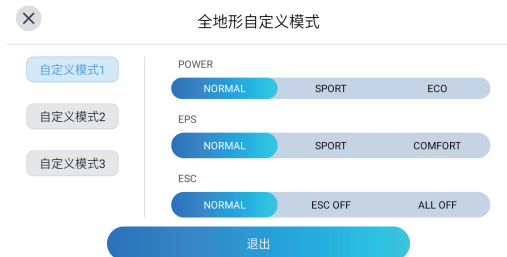 全地形自定义模式
自定义模式1
自定义模式2
自定义模式3
POWER
NORMAL SPORT ECO
EPS
NORMAL SPORT COMFORT
ESC
NORMAL ESC OFF ALL OFF
退出